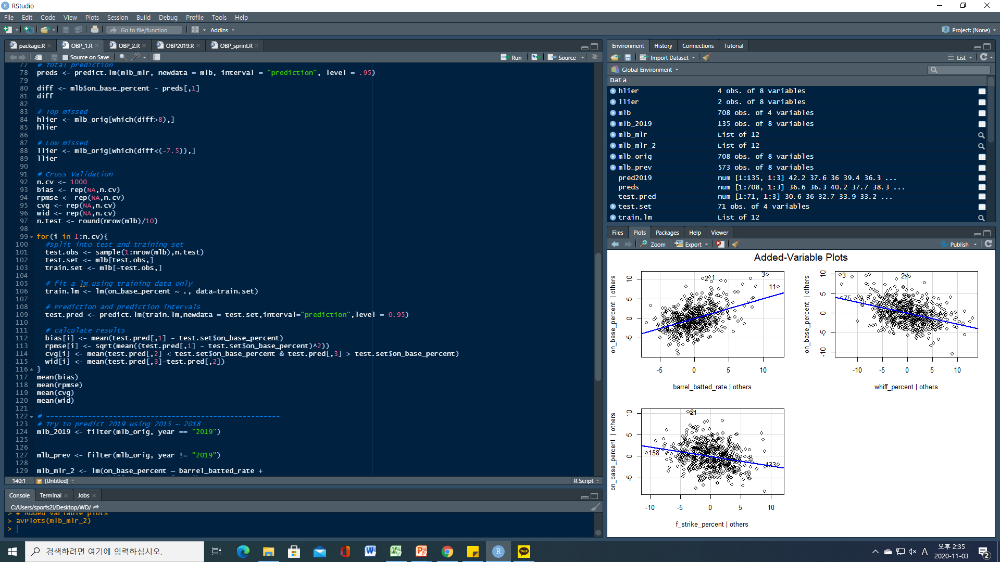 RStudio
File Edit Code View Plots Session Build Debug Profile Tools Help
Go to file/function Addins Project: (None)
package.R OBP_1.R OBP_2.R OBP2019.R OBP_sprint.R
Source on Save Run Source
77 # Total prediction
78 preds <- predict.lm(mlb_mlr, newdata = mlb, interval = "prediction", level = .95)
79
80 diff <- mlb$on_base_percent - preds[,1]
81 diff
82
83 # Top missed
84 hlier <- mlb_orig[which(diff>8),]
85 hlier
86
87 # Low missed
88 llier <- mlb_orig[which(diff<(-7.5)),]
89 llier
90
91 # Cross Validation
92 n.cv <- 1000
93 bias <- rep(NA,n.cv)
94 rpmse <- rep(NA,n.cv)
95 cvg <- rep(NA,n.cv)
96 wid <- rep(NA,n.cv)
97 n.test <- round(nrow(mlb)/10)
98
99 for(i in 1:n.cv){
100 #split into test and training set
101 test.obs <- sample(1:nrow(mlb),n.test)
102 test.set <- mlb[test.obs,]
103 train.set <- mlb[-test.obs,]
104
105 # fit a lm using training data only
106 train.lm <- lm(on_base_percent ~ ., data=train.set)
107
108 # Prediction and prediction intervals
109 test.pred <- predict.lm(train.lm,newdata = test.set,interval="prediction",level = 0.95)
110
111 # calculate results
112 bias[i] <- mean(test.pred[,1] - test.set$on_base_percent)
113 rpmse[i] <- sqrt(mean((test.pred[,1] - test.set$on_base_percent)^2))
114 cvg[i] <- mean(test.pred[,2] < test.set$on_base_percent & test.pred[,3] > test.set$on_base_percent)
115 wid[i] <- mean(test.pred[,3]-test.pred[,2])
116 }
117 mean(bias)
118 mean(rpmse)
119 mean(cvg)
120 mean(wid)
121
122 # -------------------------------------------------------
123 # Try to predict 2019 using 2015 ~ 2018
124 mlb_2019 <- filter(mlb_orig, year == "2019")
125
126
127 mlb_prev <- filter(mlb_orig, year != "2019")
128
129 mlb_mlr_2 <- lm(on_base_percent ~ barrel_batted_rate +
140:1 # (Untitled) R Script
Console Terminal Jobs
C:/Users/sports2i/Desktop/WD/
> # Added variable plots
> avPlots(mlb_mlr_2)
>
Environment History Connections Tutorial
Import Dataset List
Global Environment
Data
hlier 4 obs. of 8 variables
llier 2 obs. of 8 variables
mlb 708 obs. of 4 variables
mlb_2019 135 obs. of 8 variables
mlb_mlr List of 12
mlb_mlr_2 List of 12
mlb_orig 708 obs. of 8 variables
mlb_prev 573 obs. of 8 variables
pred2019 num [1:135, 1:3] 42.2 37.6 36 39.4 36.3 ...
preds num [1:708, 1:3] 36.6 36.3 40.2 37.7 38.3 ...
test.pred num [1:71, 1:3] 30.6 36 32.7 33.9 33.2 ...
test.set 71 obs. of 4 variables
train.lm List of 12
Files Plots Packages Help Viewer
Zoom Export Publish
Added-Variable Plots
on_base_percent | others
10
5
0
-5
2 1
3
11
-5 0 5 10
barrel_batted_rate | others
on_base_percent | others
10
5
0
-5
-10
3
21
75
-10 -5 0 5 10
whiff_percent | others
on_base_percent | others
10
5
0
-5
21
158
433
-10 -5 0 5 10
f_strike_percent | others
검색하려면 여기에 입력하십시오.
A
오후 2:35
2020-11-03
2